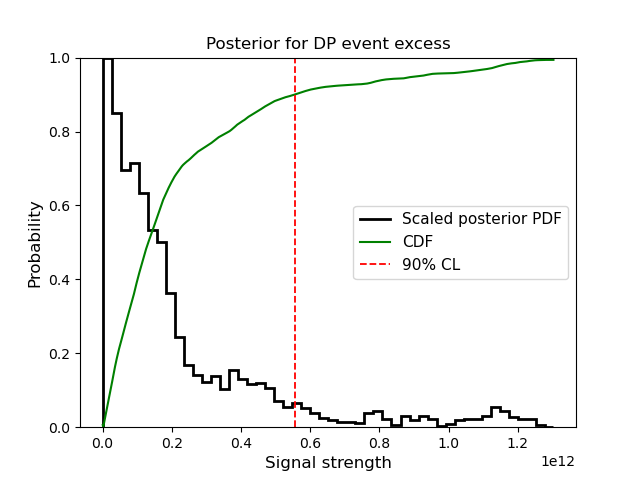 Posterior for DP event excess
Probability
1.0
0.8
0.6
0.4
0.2
0.0
Scaled posterior PDF
CDF
90% CL
0.0 0.2 0.4 0.6 0.8 1.0 1.2
1e12
Signal strength